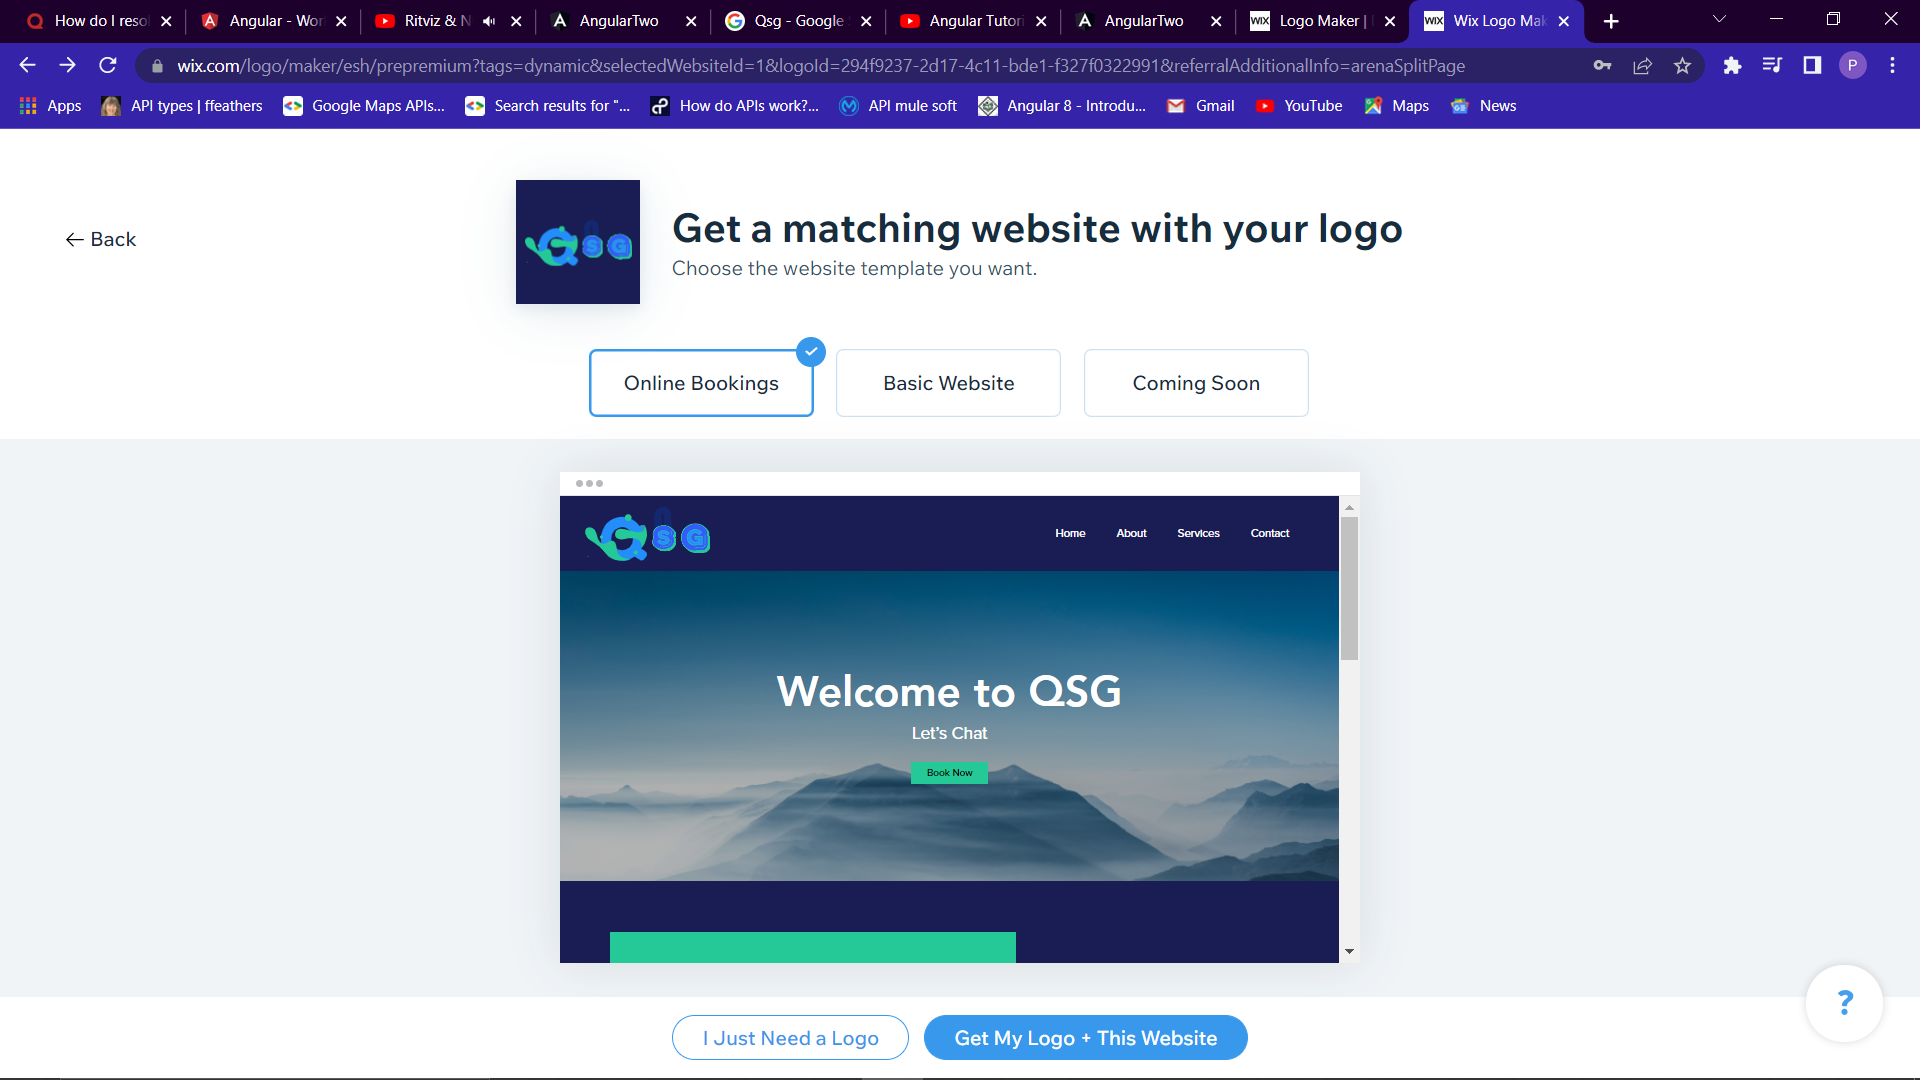 How do I resol
Angular - Wor
Ritviz & N
AngularTwo
Qsg - Google S
Angular Tutori
AngularTwo
WIX
Logo Maker |
WIX
Wix Logo Mak
wix.com/logo/maker/esh/prepremium?tags=dynamic&selectedWebsiteId=1&logoId=294f9237-2d17-4c11-bde1-f327f0322991&referralAdditionalInfo=arenaSplitPage
P
Apps
API types | ffeathers
Google Maps APIs...
Search results for "...
How do APIs work?...
API mule soft
Angular 8 - Introdu...
Gmail
YouTube
Maps
News
← Back
QSG
Get a matching website with your logo
Choose the website template you want.
Online Bookings
Basic Website
Coming Soon
QSG
Home
About
Services
Contact
Welcome to QSG
Let's Chat
Book Now
?
I Just Need a Logo
Get My Logo + This Website